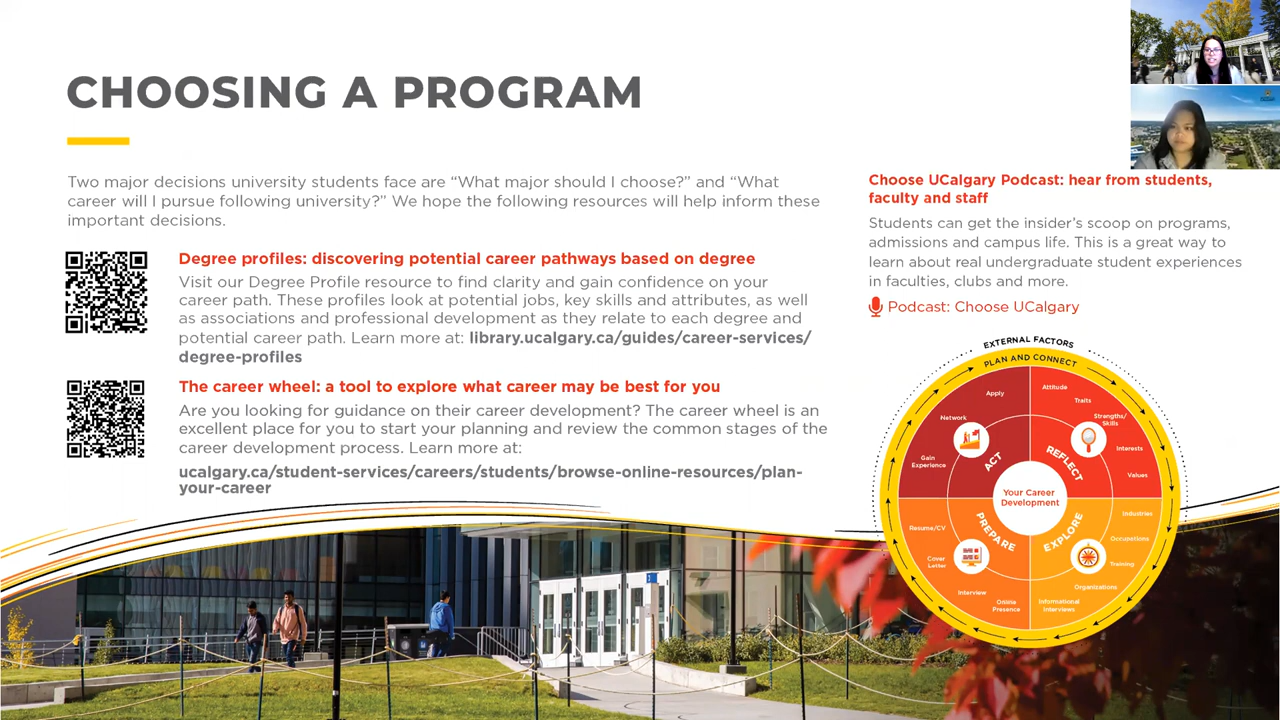 CHOOSING A PROGRAM
Two major decisions university students face are “What major should I choose?” and “What
career will I pursue following university?” We hope the following resources will help inform these
important decisions.
Degree profiles: discovering potential career pathways based on degree
Visit our Degree Profile resource to find clarity and gain confidence on your
career path. These profiles look at potential jobs, key skills and attributes, as well
as associations and professional development as they relate to each degree and
potential career path. Learn more at: library.ucalgary.ca/guides/career-services/
degree-profiles
The career wheel: a tool to explore what career may be best for you
Are you looking for guidance on their career development? The career wheel is an
excellent place for you to start your planning and review the common stages of the
career development process. Learn more at:
ucalgary.ca/student-services/careers/students/browse-online-resources/plan-
your-career
Choose UCalgary Podcast: hear from students,
faculty and staff
Students can get the insider’s scoop on programs,
admissions and campus life. This is a great way to
learn about real undergraduate student experiences
in faculties, clubs and more.
Podcast: Choose UCalgary
EXTERNAL FACTORS
PLAN AND CONNECT
Apply
Network
Gain
Experience
ACT
Attitude
Traits
Strengths/
Skills
Interests
Values
REFLECT
Your Career
Development
PREPARE
Resume/CV
Cover
Letter
Interview
Online
Presence
EXPLORE
Industries
Occupations
Training
Organizations
Informational
Interviews